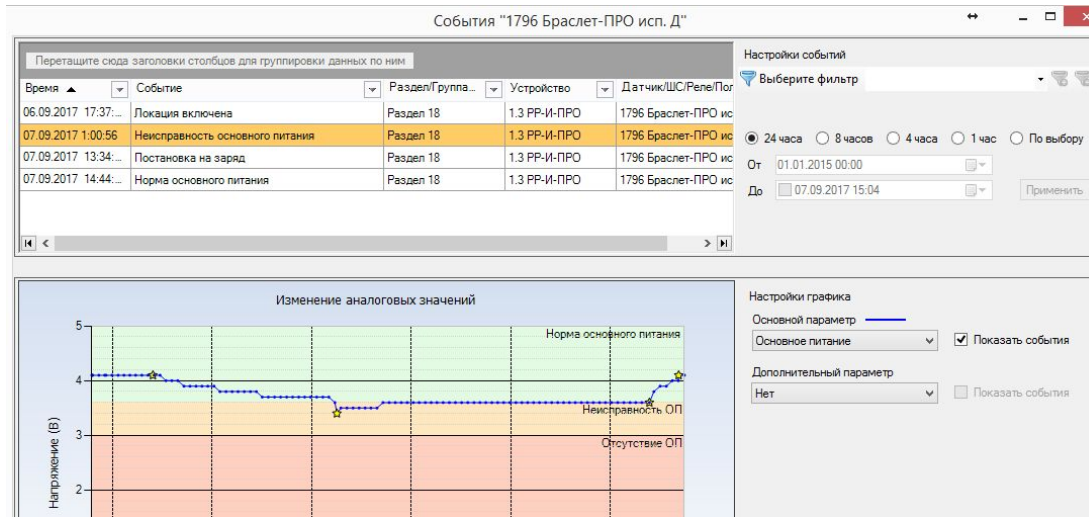 События "1796 Браслет-ПРО исп. Д"
Перетащите сюда заголовки столбцов для группировки данных по ним
Время Событие Раздел/Группа... Устройство Датчик/ШС/Реле/Пол
06.09.2017 17:37:... Локация включена Раздел 18 1.3 РР-И-ПРО 1796 Браслет-ПРО ис
07.09.2017 1:00:56 Неисправность основного питания Раздел 18 1.3 РР-И-ПРО 1796 Браслет-ПРО ис
07.09.2017 13:34:... Постановка на заряд Раздел 18 1.3 РР-И-ПРО 1796 Браслет-ПРО ис
07.09.2017 14:44:... Норма основного питания Раздел 18 1.3 РР-И-ПРО 1796 Браслет-ПРО ис
Настройки событий
Выберите фильтр
24 часа 8 часов 4 часа 1 час По выбору
От 01.01.2015 00:00
До 07.09.2017 15:04 Применить
Изменение аналоговых значений
Напряжение (В)
5
4
3
2
Норма основного питания
Неисправность ОП
Отсутствие ОП
Настройки графика
Основной параметр
Основное питание Показать события
Дополнительный параметр
Нет Показать события